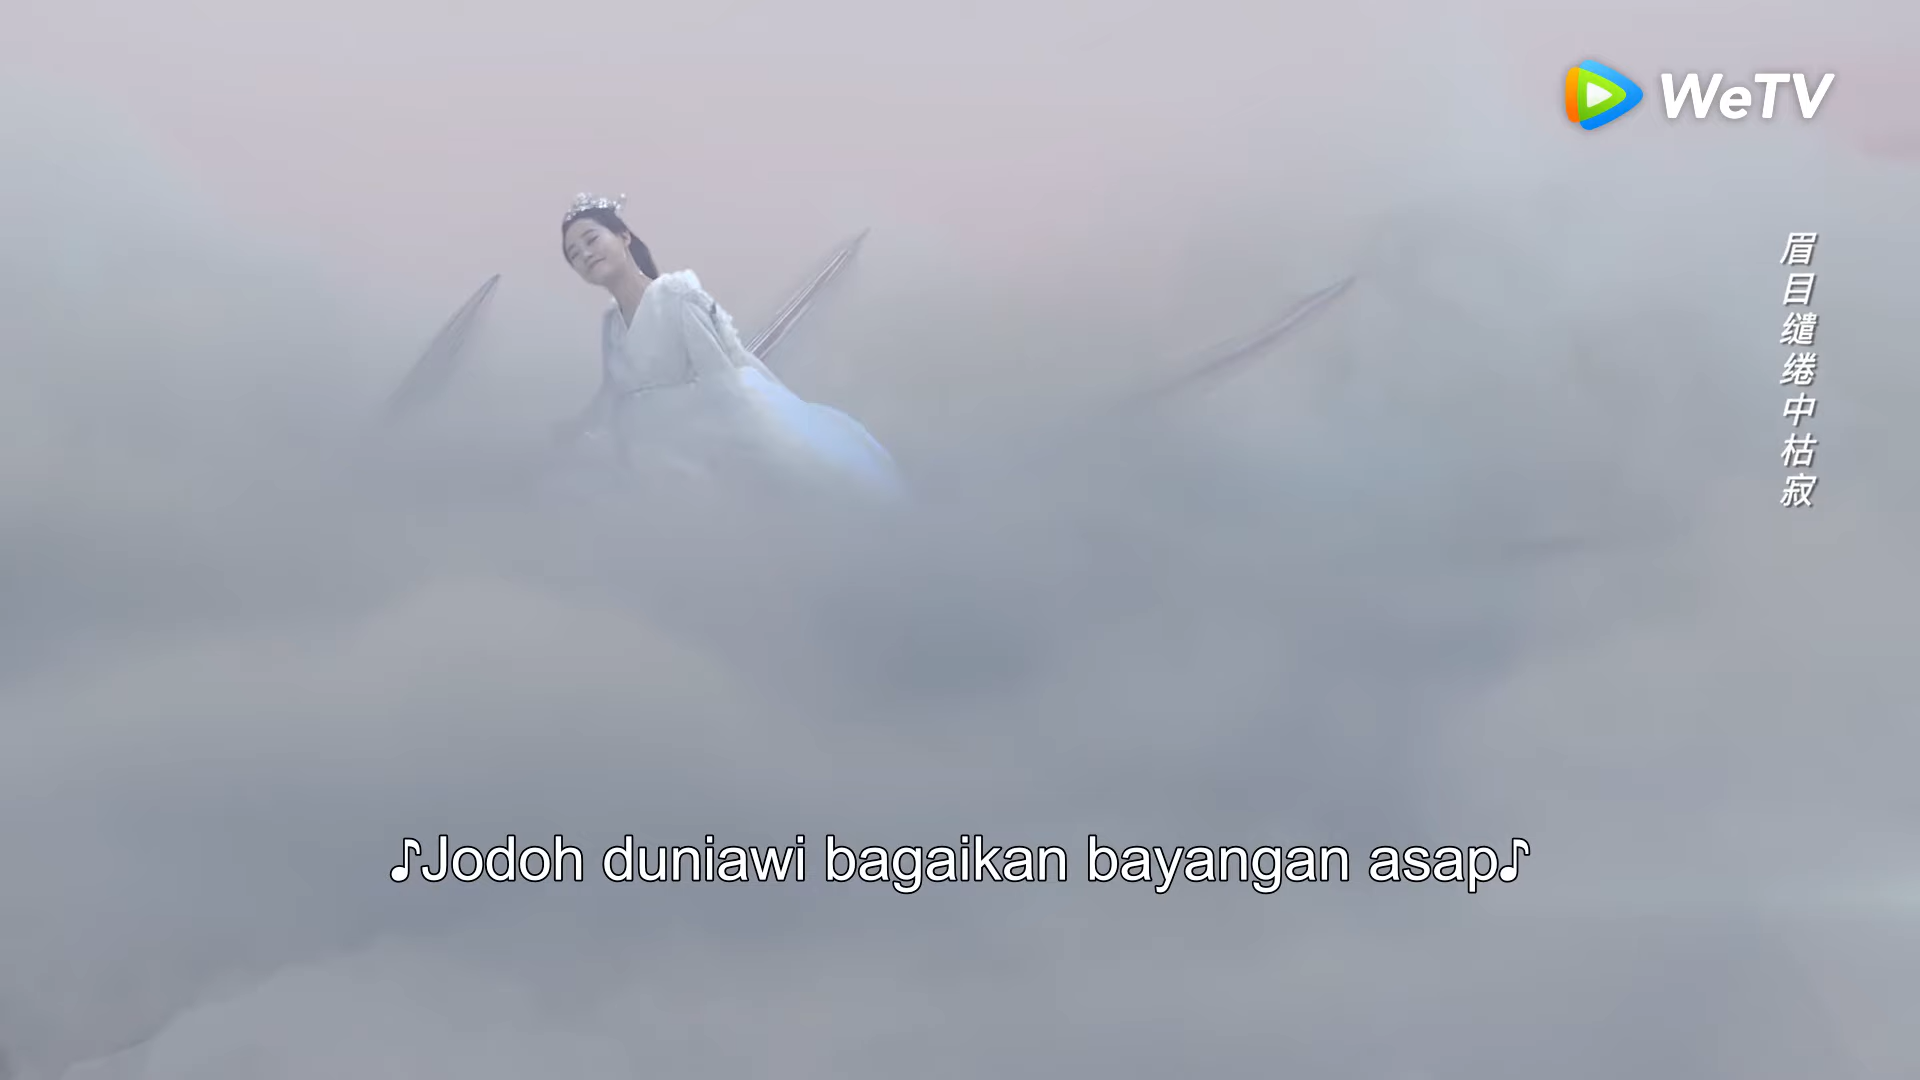 WeTV
眉目缱绻中枯寂
♪Jodoh duniawi bagaikan bayangan asap♪